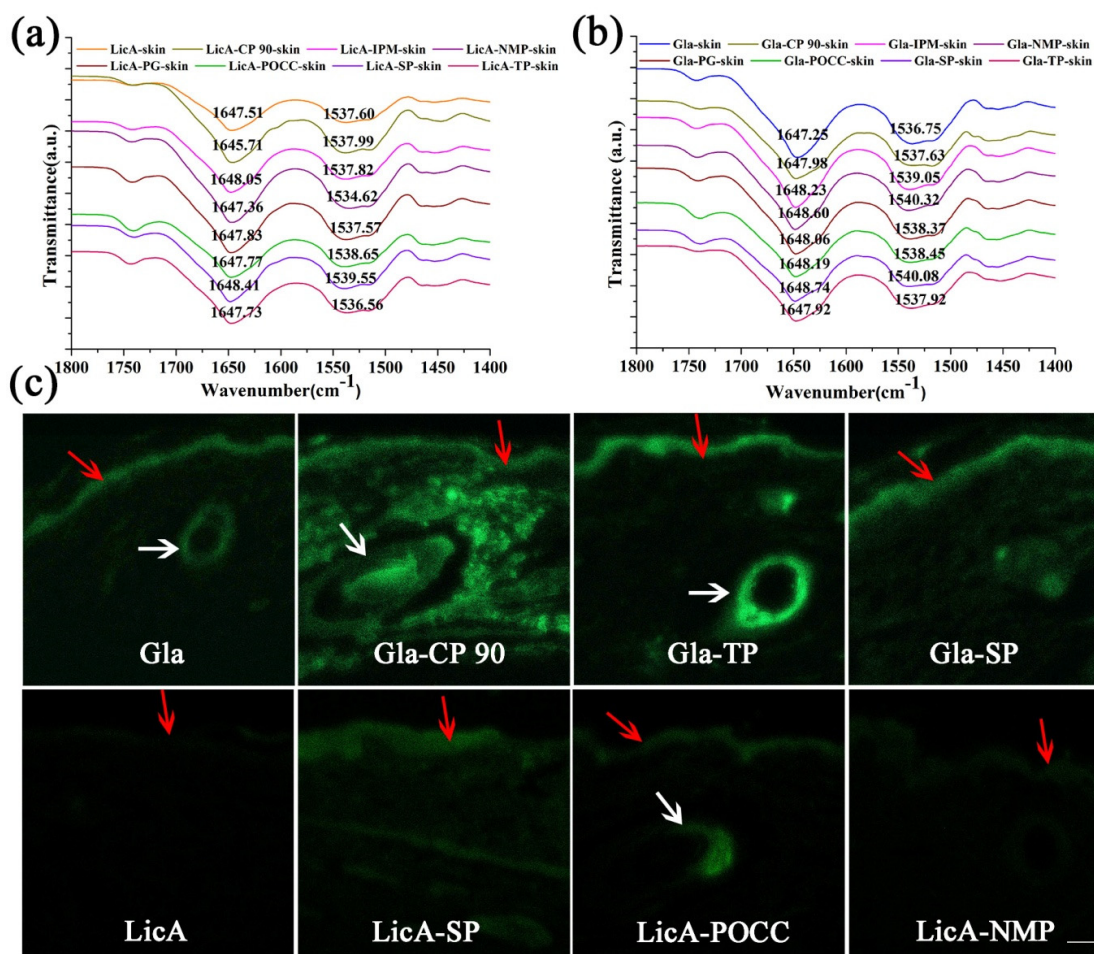 (a)
LicA-skin LicA-CP 90-skin LicA-IPM-skin LicA-NMP-skin
LicA-PG-skin LicA-POCC-skin LicA-SP-skin LicA-TP-skin
1647.51 1537.60
1645.71 1537.99
1648.05 1537.82
1647.36 1534.62
1647.83 1537.57
1647.77 1538.65
1648.41 1539.55
1647.73 1536.56
Transmittance(a.u.)
1800 1750 1700 1650 1600 1550 1500 1450 1400
Wavenumber(cm⁻¹)
(b)
Gla-skin Gla-CP 90-skin Gla-IPM-skin Gla-NMP-skin
Gla-PG-skin Gla-POCC-skin Gla-SP-skin Gla-TP-skin
1647.25 1536.75
1647.98 1537.63
1648.23 1539.05
1648.60 1540.32
1648.06 1538.37
1648.19 1538.45
1648.74 1540.08
1647.92 1537.92
Transmittance (a.u.)
1800 1750 1700 1650 1600 1550 1500 1450 1400
Wavenumber(cm⁻¹)
(c)
Gla Gla-CP 90 Gla-TP Gla-SP
LicA LicA-SP LicA-POCC LicA-NMP